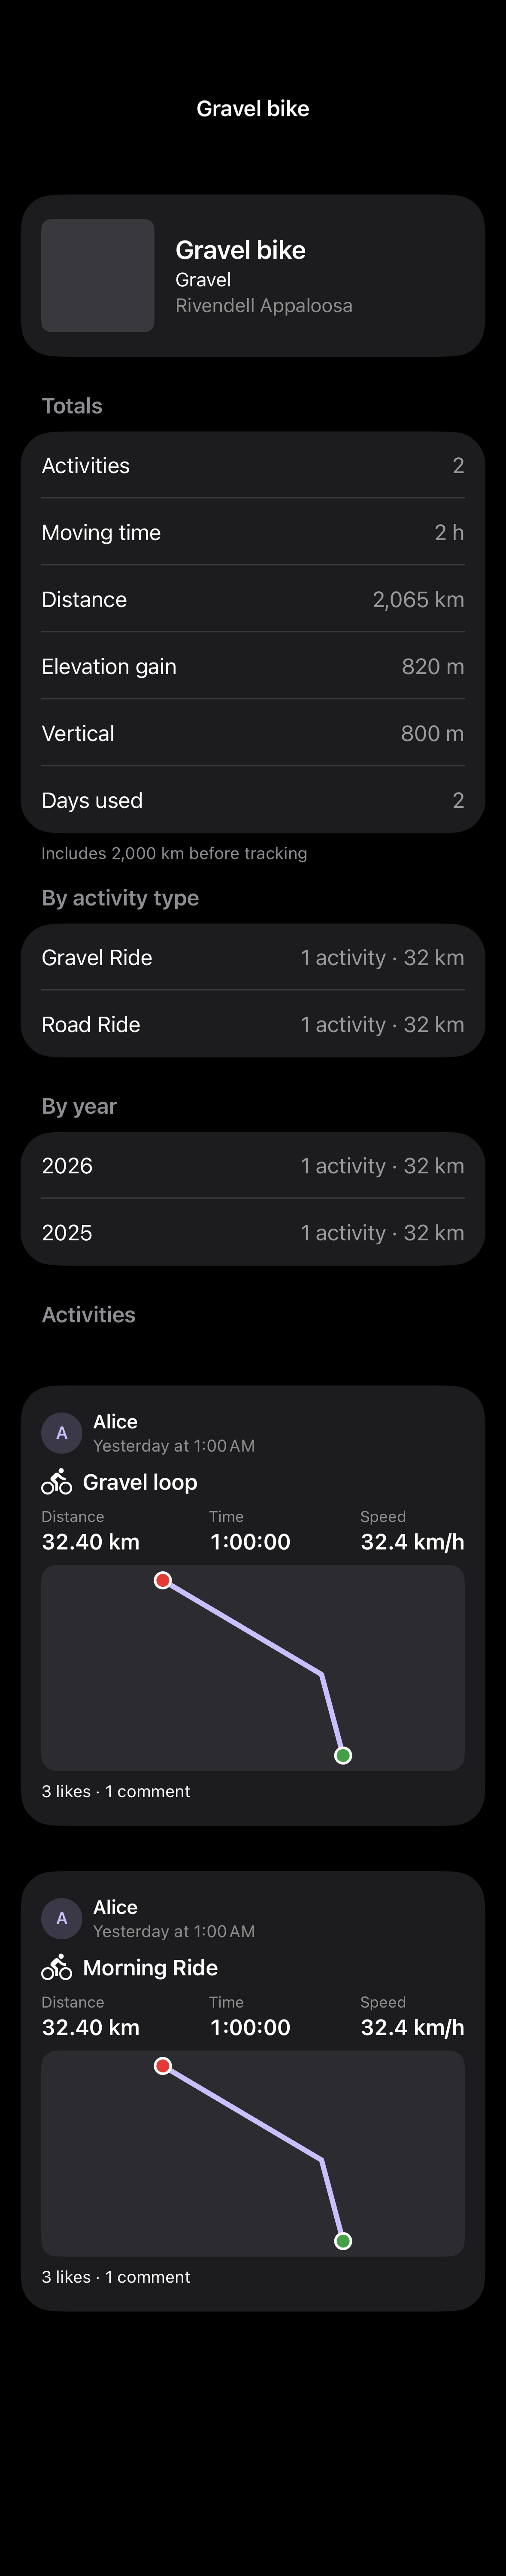 Gravel bike
Gravel bike
Gravel
Rivendell Appaloosa
Totals
Activities 2
Moving time 2 h
Distance 2,065 km
Elevation gain 820 m
Vertical 800 m
Days used 2
Includes 2,000 km before tracking
By activity type
Gravel Ride 1 activity · 32 km
Road Ride 1 activity · 32 km
By year
2026 1 activity · 32 km
2025 1 activity · 32 km
Activities
A Alice
Yesterday at 1:00 AM
Gravel loop
Distance Time Speed
32.40 km 1:00:00 32.4 km/h
3 likes · 1 comment
A Alice
Yesterday at 1:00 AM
Morning Ride
Distance Time Speed
32.40 km 1:00:00 32.4 km/h
3 likes · 1 comment